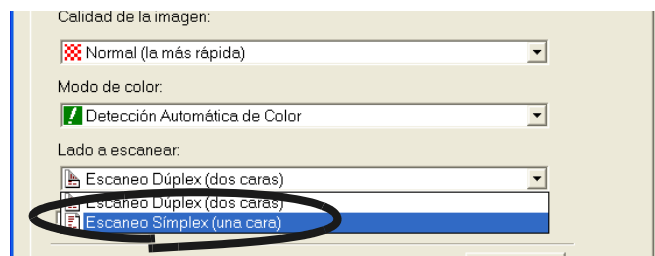 Calidad de la imagen:
Normal (la más rápida)
Modo de color:
Detección Automática de Color
Lado a escanear:
Escaneo Dúplex (dos caras)
Escaneo Dúplex (dos caras)
Escaneo Símplex (una cara)